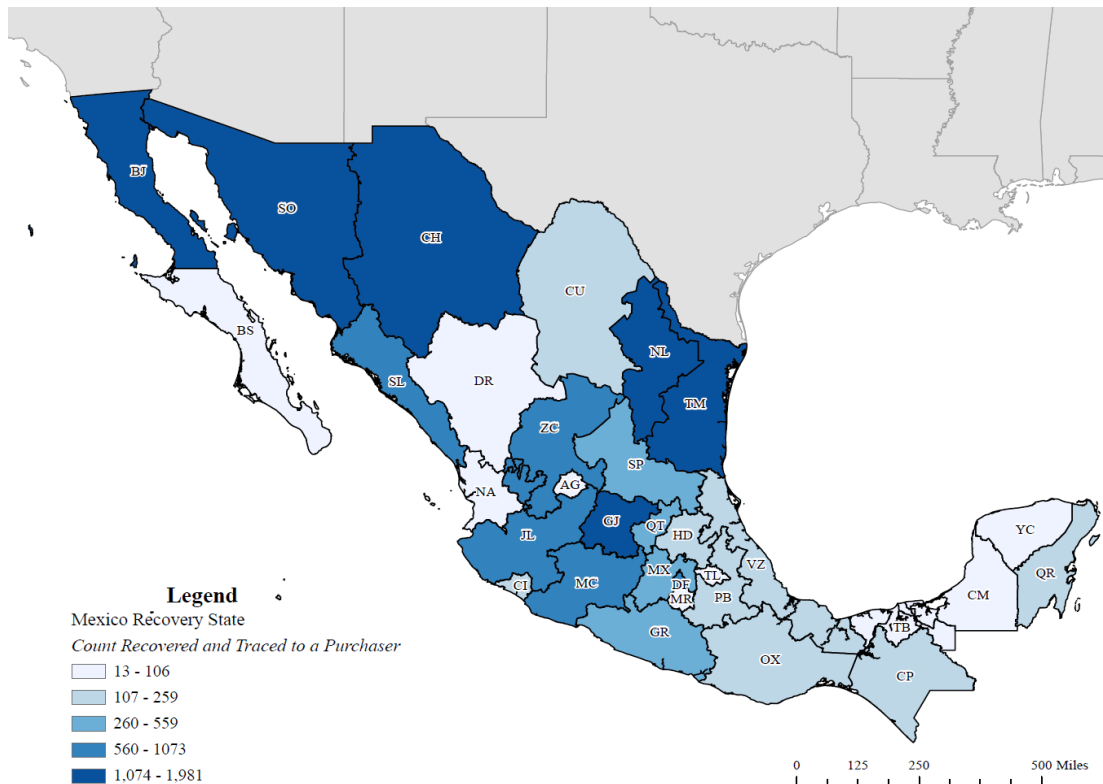 BJ
SO
CH
CU
BS
NL
SL
DR
TM
ZC
SP
NA
AG
GJ
QT
JL
HD
YC
VZ
MX
TL
QR
CI
MC
DF
CM
MR
PB
GR
TB
OX
CP
Legend
Mexico Recovery State
Count Recovered and Traced to a Purchaser
13 - 106
107 - 259
260 - 559
560 - 1073
1,074 - 1,981
0 125 250 500 Miles